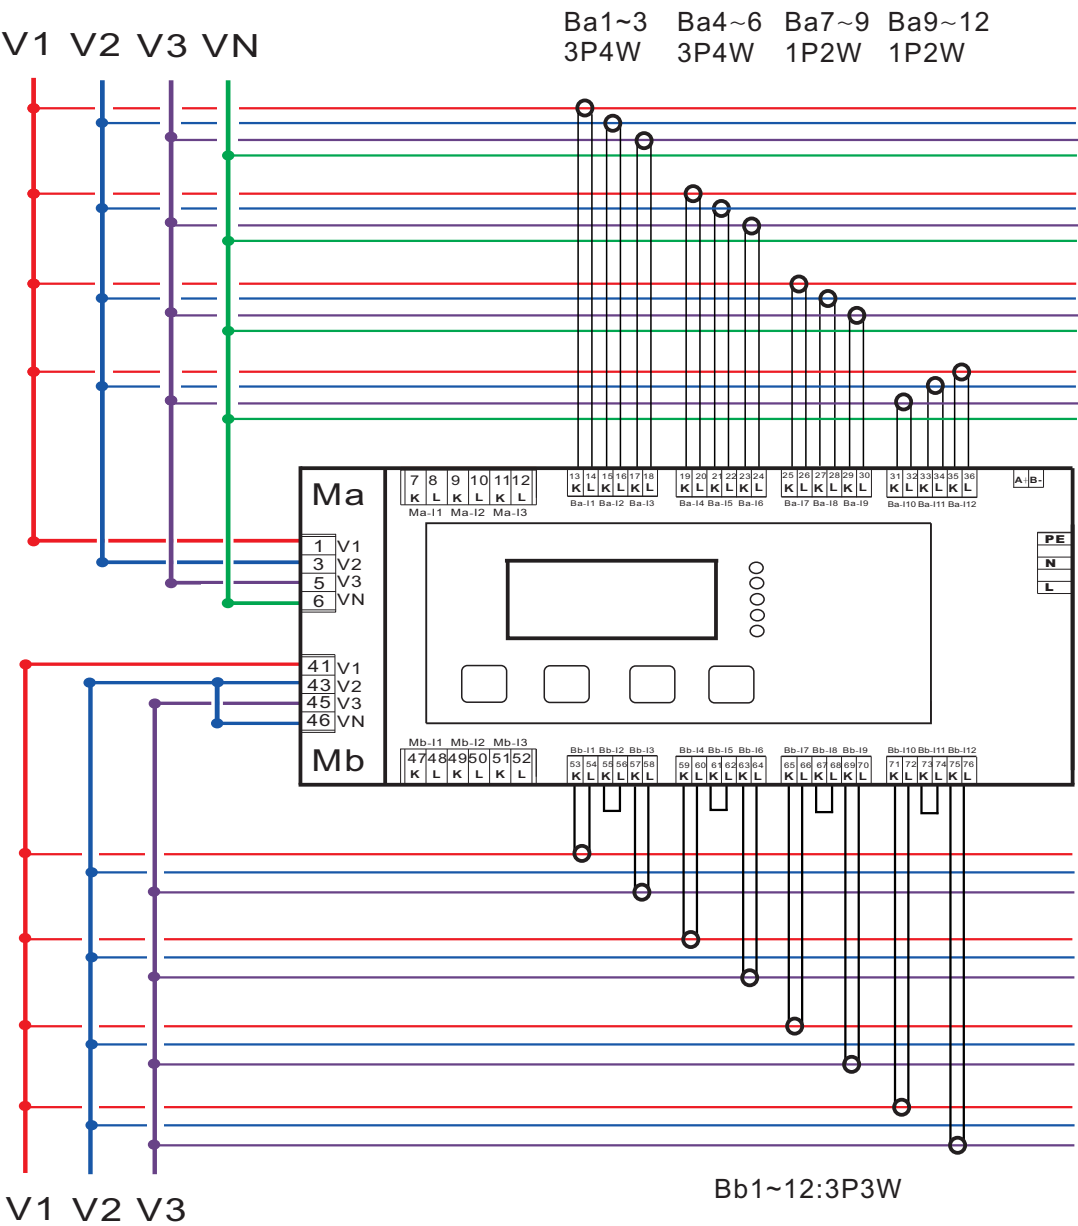 V1 V2 V3 VN
Ba1~3 Ba4~6 Ba7~9 Ba9~12
3P4W 3P4W 1P2W 1P2W
Ma
7 8 9 10 11 12
K L K L K L
Ma-I1 Ma-I2 Ma-I3
13 14 15 16 17 18
K L K L K L
Ba-I1 Ba-I2 Ba-I3
19 20 21 22 23 24
K L K L K L
Ba-I4 Ba-I5 Ba-I6
25 26 27 28 29 30
K L K L K L
Ba-I7 Ba-I8 Ba-I9
31 32 33 34 35 36
K L K L K L
Ba-I10 Ba-I11 Ba-I12
A+ B-
PE
N
L
1 V1
3 V2
5 V3
6 VN
41 V1
43 V2
45 V3
46 VN
Mb
Mb-I1 Mb-I2 Mb-I3
47 48 49 50 51 52
K L K L K L
Bb-I1 Bb-I2 Bb-I3
53 54 55 56 57 58
K L K L K L
Bb-I4 Bb-I5 Bb-I6
59 60 61 62 63 64
K L K L K L
Bb-I7 Bb-I8 Bb-I9
65 66 67 68 69 70
K L K L K L
Bb-I10 Bb-I11 Bb-I12
71 72 73 74 75 76
K L K L K L
Bb1~12:3P3W
V1 V2 V3